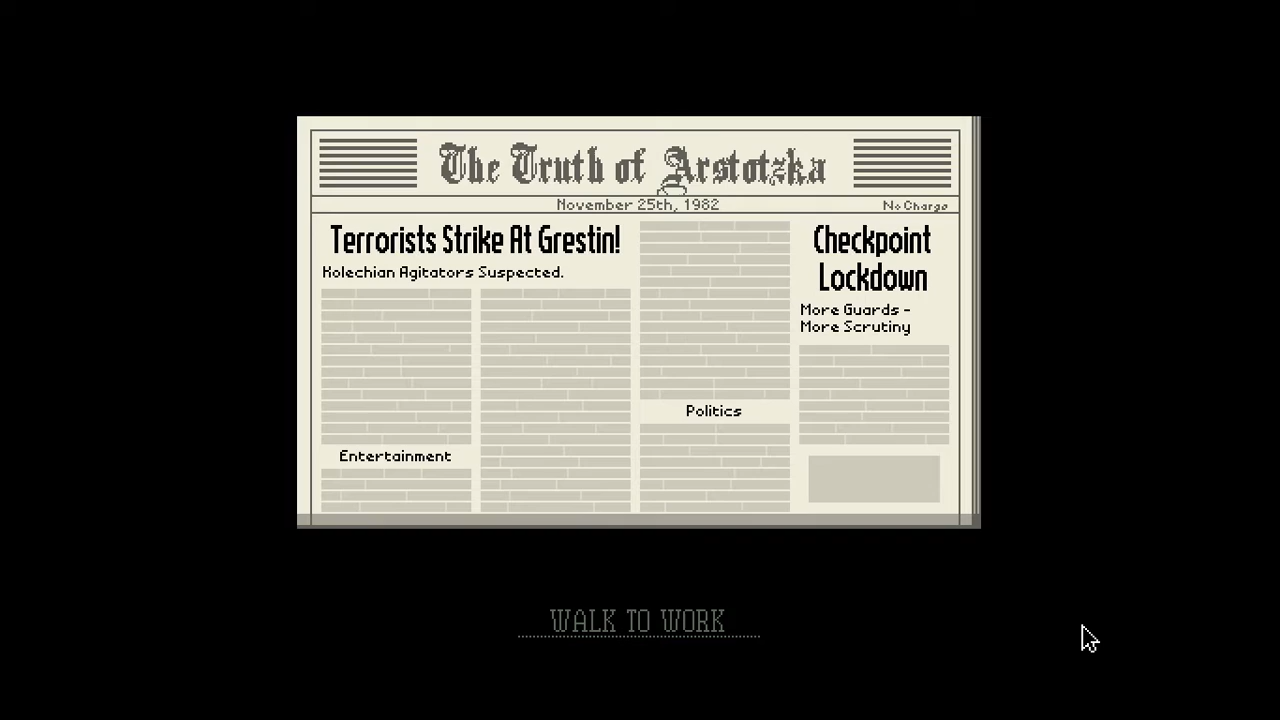 The Truth of Arstotzka
November 25th, 1982
No Charge
Terrorists Strike At Grestin!
Kolechian Agitators Suspected.
Entertainment
Politics
Checkpoint
Lockdown
More Guards -
More Scrutiny
WALK TO WORK